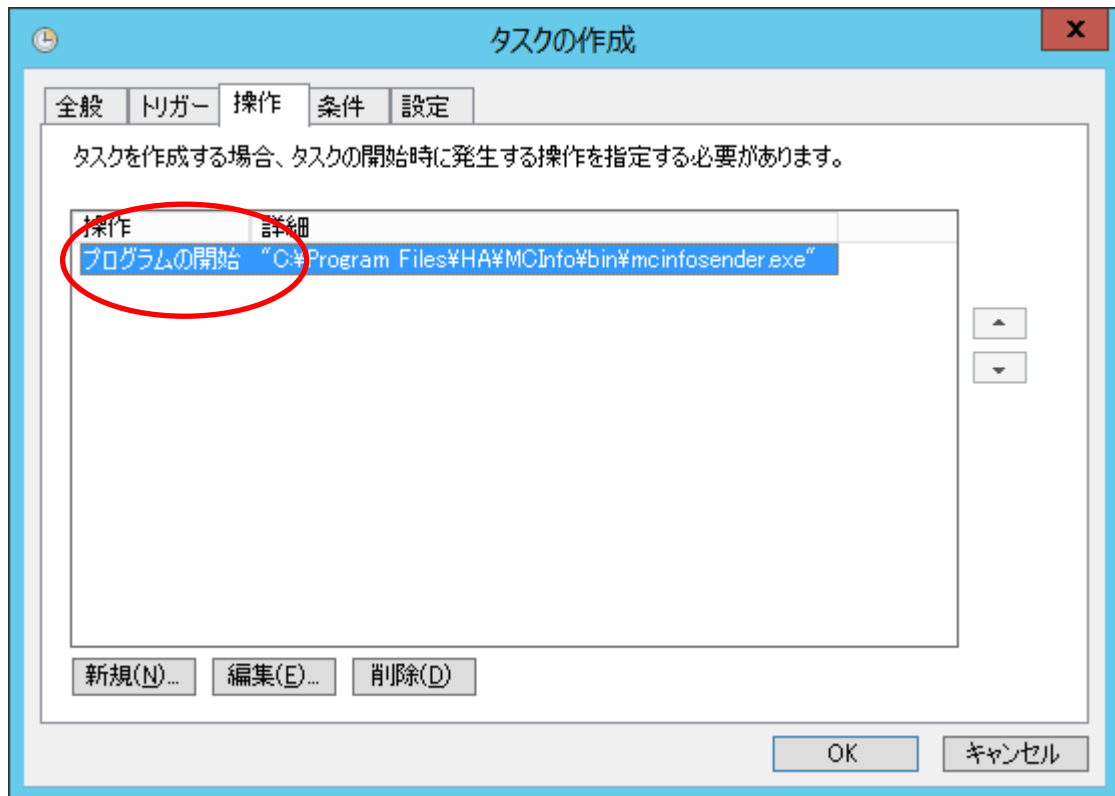 タスクの作成
x
全般 トリガー 操作 条件 設定
タスクを作成する場合、タスクの開始時に発生する操作を指定する必要があります。
操作 詳細
プログラムの開始 "C:¥Program Files¥HA¥MCInfo¥bin¥mcinfosender.exe"
新規(N)... 編集(E)... 削除(D)
OK キャンセル